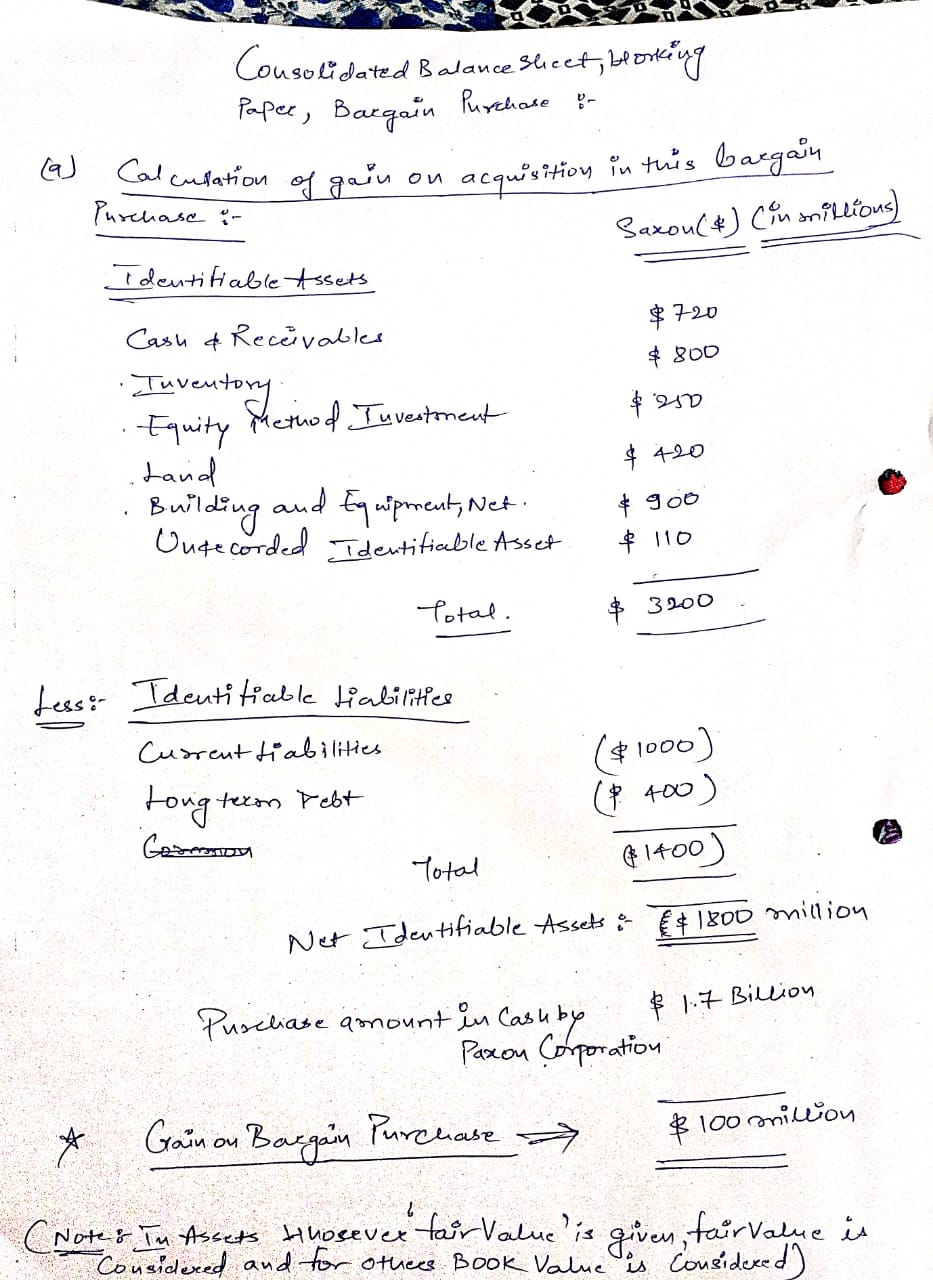 Consolidated Balance Sheet, Working
Paper, Bargain Purchase :-
(a) Calculation of gain on acquisition in this bargain
Purchase :-
Saxon($) (in millions)
Identifiable Assets
Cash & Receivables $ 720
. Inventory. $ 800
. Equity Method Investment $ 250
. Land $ 420
. Building and Equipment, Net. $ 900
Unrecorded Identifiable Asset $ 110
Total. $ 3200
Less:- Identifiable Liabilities
Current Liabilities ($ 1000)
Long term Debt ($ 400)
Total ($ 1400)
Net Identifiable Assets :- $ 1800 million
Purchase amount in Cash by $ 1.7 Billion
Paxon Corporation
Gain on Bargain Purchase → $ 100 million
(Note : In Assets Whosever 'fair Value' is given, fair Value is
Considered and for others Book Value is Considered)